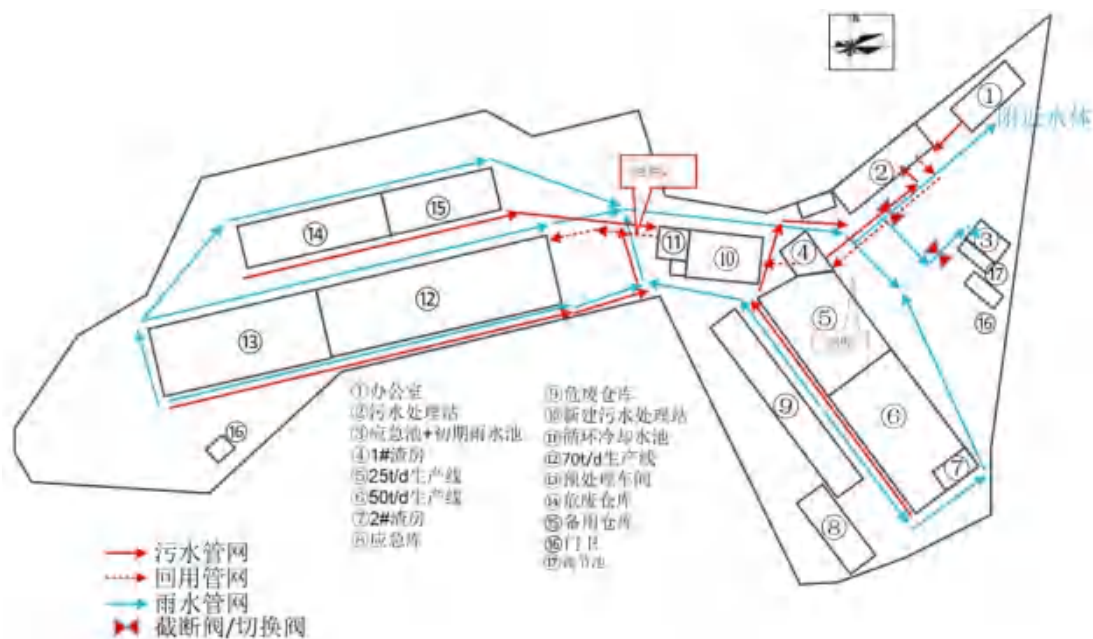 ①
附近水体
②
⑮
⑭
③
⑪
⑩
④
⑰
⑫
⑤
⑯
⑬
⑨
⑥
⑯
⑦
⑧
①办公室
②污水处理站
③应急池+初期雨水池
④1#渣房
⑤25t/d生产线
⑥50t/d生产线
⑦2#渣房
⑧应急库
⑨危废仓库
⑩新建污水处理站
⑪循环冷却水池
⑫70t/d生产线
⑬预处理车间
⑭危废仓库
⑮备用仓库
⑯门卫
⑰调节池
污水管网
回用管网
雨水管网
截断阀/切换阀